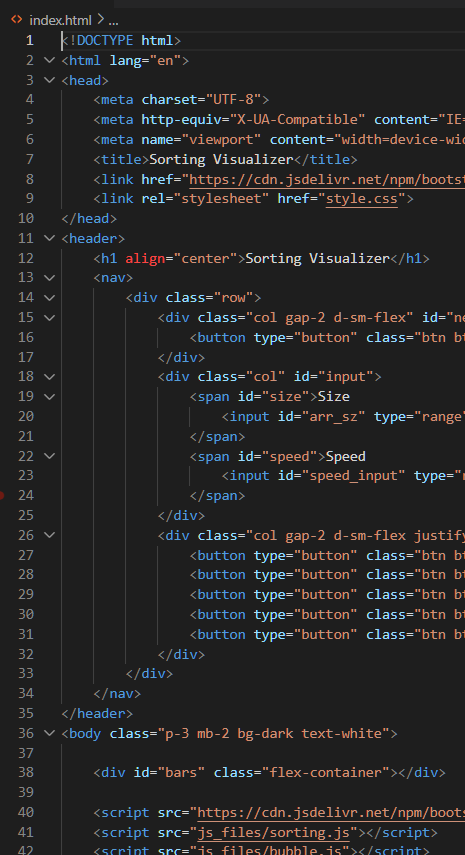 index.html > ...
1 <!DOCTYPE html>
2 <html lang="en">
3 <head>
4 <meta charset="UTF-8">
5 <meta http-equiv="X-UA-Compatible" content="IE=
6 <meta name="viewport" content="width=device-wid
7 <title>Sorting Visualizer</title>
8 <link href="https://cdn.jsdelivr.net/npm/bootst
9 <link rel="stylesheet" href="style.css">
10 </head>
11 <header>
12 <h1 align="center">Sorting Visualizer</h1>
13 <nav>
14 <div class="row">
15 <div class="col gap-2 d-sm-flex" id="ne
16 <button type="button" class="btn bt
17 </div>
18 <div class="col" id="input">
19 <span id="size">Size
20 <input id="arr_sz" type="range"
21 </span>
22 <span id="speed">Speed
23 <input id="speed_input" type="r
24 </span>
25 </div>
26 <div class="col gap-2 d-sm-flex justify
27 <button type="button" class="btn bt
28 <button type="button" class="btn bt
29 <button type="button" class="btn bt
30 <button type="button" class="btn bt
31 <button type="button" class="btn bt
32 </div>
33 </div>
34 </nav>
35 </header>
36 <body class="p-3 mb-2 bg-dark text-white">
37
38 <div id="bars" class="flex-container"></div>
39
40 <script src="https://cdn.jsdelivr.net/npm/boots
41 <script src="js_files/sorting.js"></script>
42 <script src="js_files/bubble.js"></script>